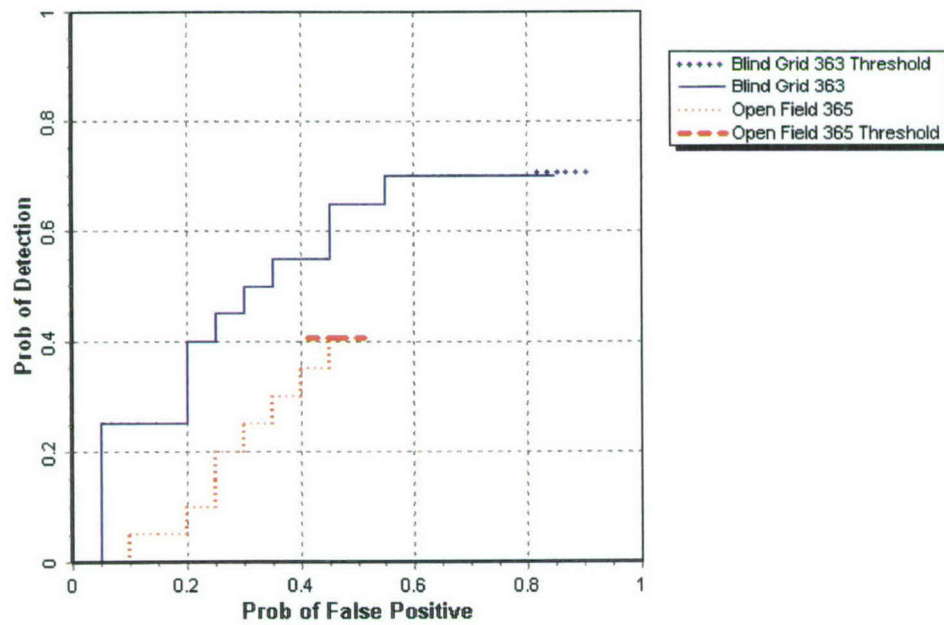 1
0.8
0.6
0.4
0.2
0
Prob of Detection
0
0.2
0.4
0.6
0.8
1
Prob of False Positive
Blind Grid 363 Threshold
Blind Grid 363
Open Field 365
Open Field 365 Threshold